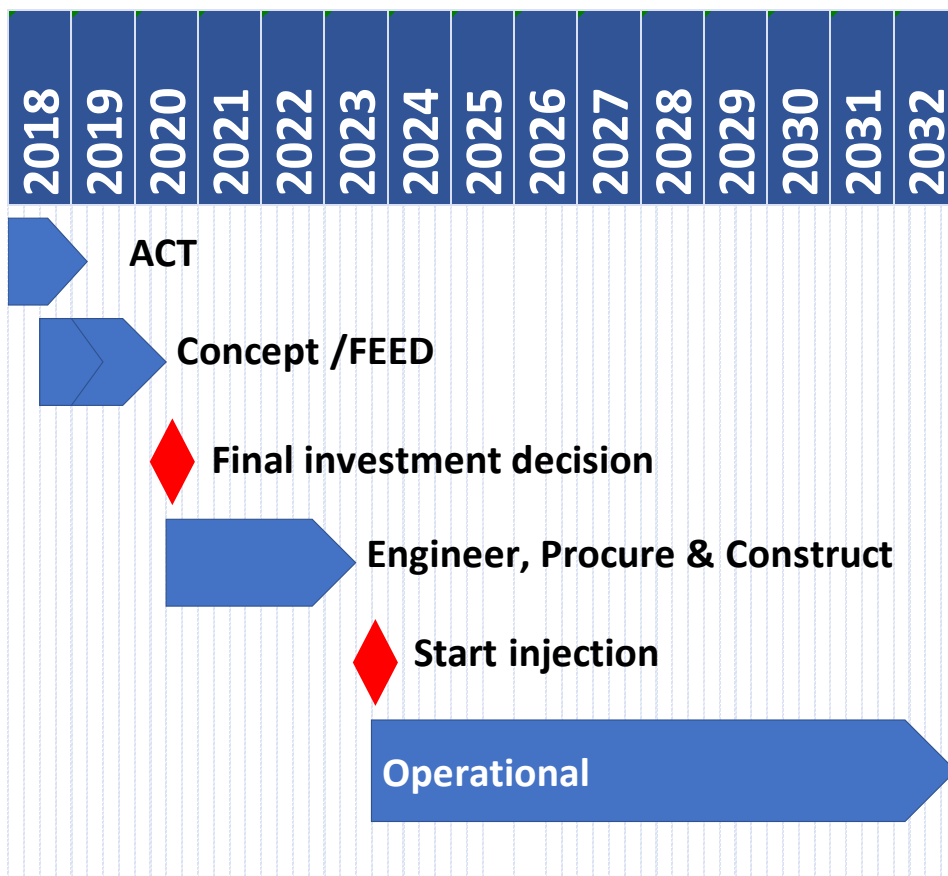 2018 2019 2020 2021 2022 2023 2024 2025 2026 2027 2028 2029 2030 2031 2032
ACT
Concept /FEED
Final investment decision
Engineer, Procure & Construct
Start injection
Operational